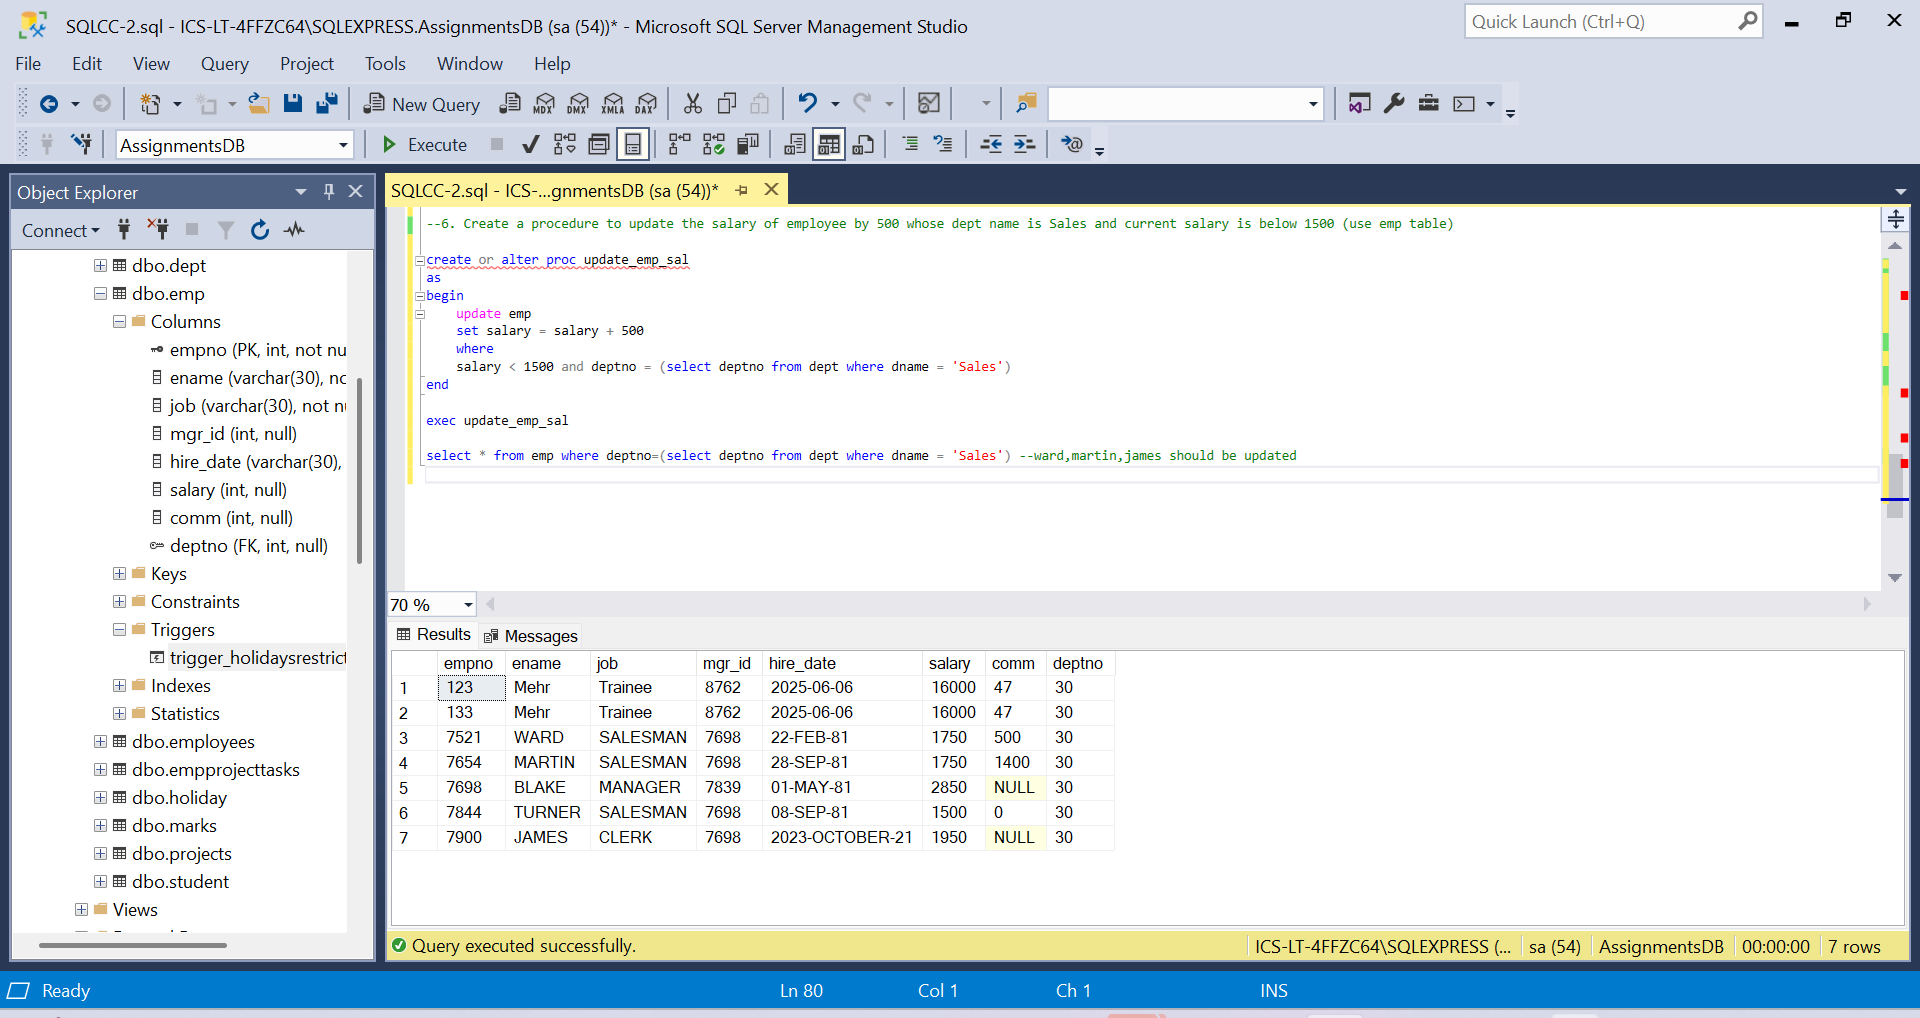 SQLCC-2.sql - ICS-LT-4FFZC64\SQLEXPRESS.AssignmentsDB (sa (54))* - Microsoft SQL Server Management Studio
Quick Launch (Ctrl+Q)
File Edit View Query Project Tools Window Help
New Query MDX DMX XMLA DAX
AssignmentsDB Execute
Object Explorer
Connect
dbo.dept
dbo.emp
Columns
empno (PK, int, not nu
ename (varchar(30), nc
job (varchar(30), not n
mgr_id (int, null)
hire_date (varchar(30),
salary (int, null)
comm (int, null)
deptno (FK, int, null)
Keys
Constraints
Triggers
trigger_holidaysrestrict
Indexes
Statistics
dbo.employees
dbo.empprojecttasks
dbo.holiday
dbo.marks
dbo.projects
dbo.student
Views
SQLCC-2.sql - ICS-...gnmentsDB (sa (54))*
--6. Create a procedure to update the salary of employee by 500 whose dept name is Sales and current salary is below 1500 (use emp table)
create or alter proc update_emp_sal
as
begin
update emp
set salary = salary + 500
where
salary < 1500 and deptno = (select deptno from dept where dname = 'Sales')
end
exec update_emp_sal
select * from emp where deptno=(select deptno from dept where dname = 'Sales') --ward,martin,james should be updated
70 %
Results Messages
empno ename job mgr_id hire_date salary comm deptno
1 123 Mehr Trainee 8762 2025-06-06 16000 47 30
2 133 Mehr Trainee 8762 2025-06-06 16000 47 30
3 7521 WARD SALESMAN 7698 22-FEB-81 1750 500 30
4 7654 MARTIN SALESMAN 7698 28-SEP-81 1750 1400 30
5 7698 BLAKE MANAGER 7839 01-MAY-81 2850 NULL 30
6 7844 TURNER SALESMAN 7698 08-SEP-81 1500 0 30
7 7900 JAMES CLERK 7698 2023-OCTOBER-21 1950 NULL 30
Query executed successfully. ICS-LT-4FFZC64\SQLEXPRESS (... sa (54) AssignmentsDB 00:00:00 7 rows
Ready Ln 80 Col 1 Ch 1 INS